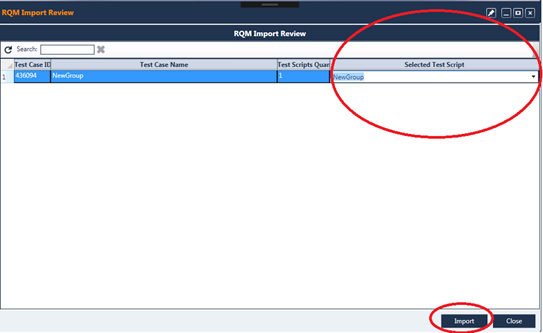 RQM Import Review
RQM Import Review
Search:
Test Case ID Test Case Name Test Scripts Quan Selected Test Script
1 436094 NewGroup 1 NewGroup
Import Close